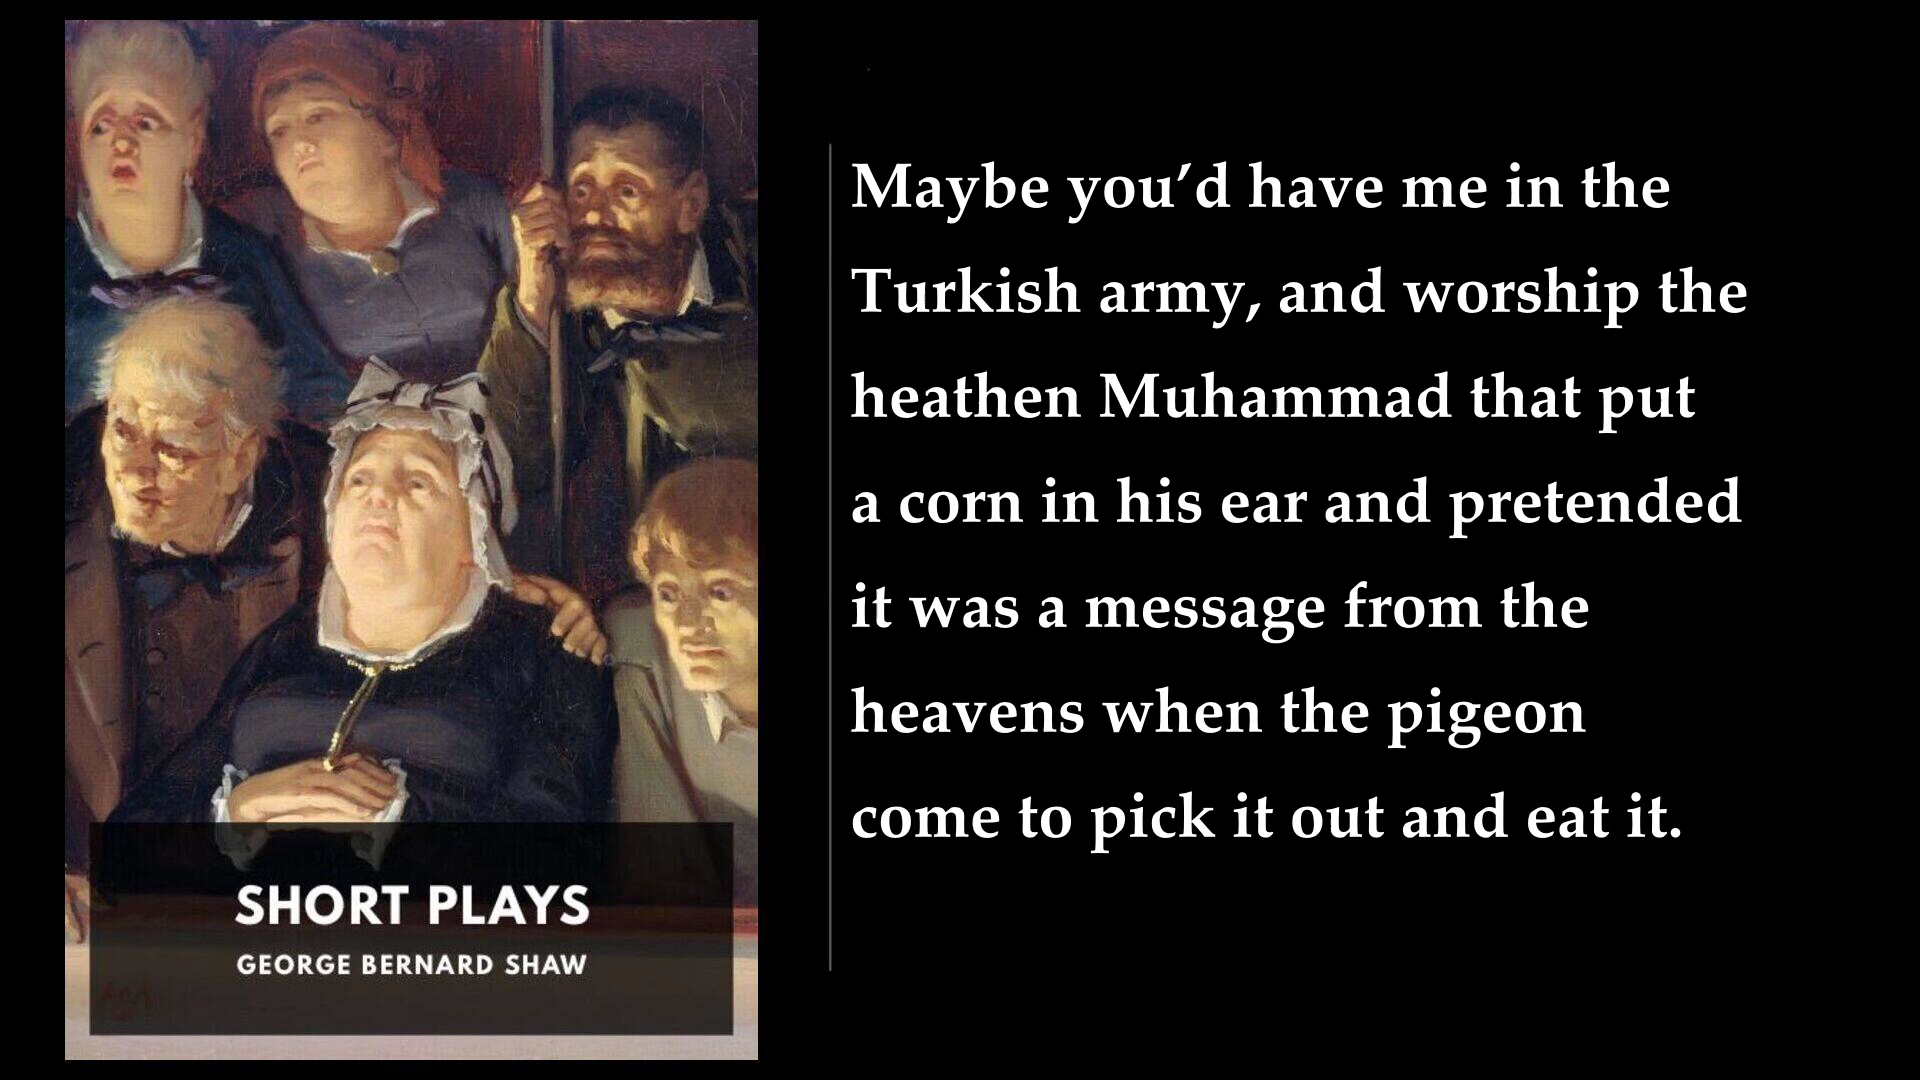 Maybe you’d have me in the
Turkish army, and worship the
heathen Muhammad that put
a corn in his ear and pretended
it was a message from the
heavens when the pigeon
come to pick it out and eat it.
SHORT PLAYS
GEORGE BERNARD SHAW